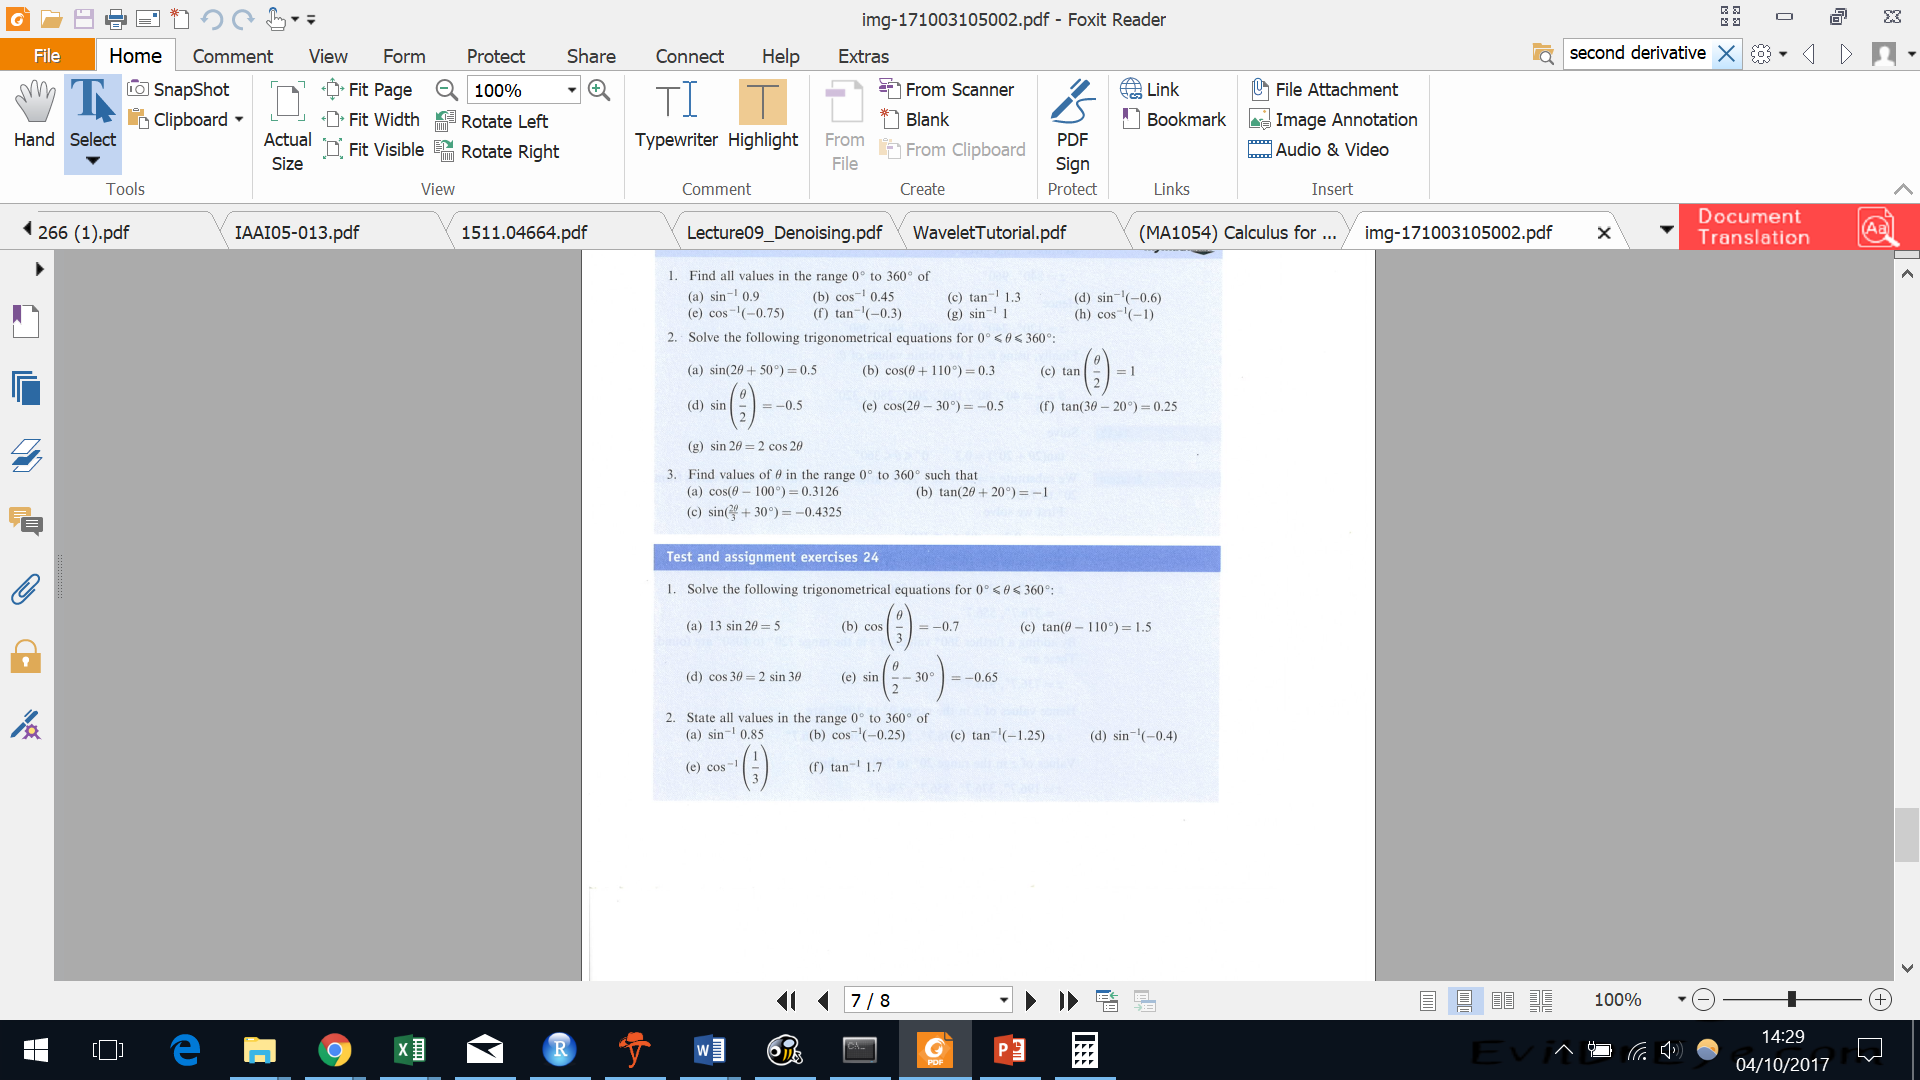 img-171003105002.pdf - Foxit Reader
File Home Comment View Form Protect Share Connect Help Extras second derivative
Hand Select SnapShot Clipboard Tools
Actual Size Fit Page Fit Width Fit Visible 100% Rotate Left Rotate Right View
Typewriter Highlight Comment
From File From Scanner Blank From Clipboard Create
PDF Sign Protect
Link Bookmark Links
File Attachment Image Annotation Audio & Video Insert
266 (1).pdf IAAI05-013.pdf 1511.04664.pdf Lecture09_Denoising.pdf WaveletTutorial.pdf (MA1054) Calculus for ... img-171003105002.pdf
Document Translation
1. Find all values in the range 0° to 360° of
(a) sin⁻¹ 0.9 (b) cos⁻¹ 0.45 (c) tan⁻¹ 1.3 (d) sin⁻¹(−0.6)
(e) cos⁻¹(−0.75) (f) tan⁻¹(−0.3) (g) sin⁻¹ 1 (h) cos⁻¹(−1)
2. Solve the following trigonometrical equations for 0° ⩽ θ ⩽ 360°:
(a) sin(2θ + 50°) = 0.5 (b) cos(θ + 110°) = 0.3 (c) tan(θ/2) = 1
(d) sin(θ/2) = −0.5 (e) cos(2θ − 30°) = −0.5 (f) tan(3θ − 20°) = 0.25
(g) sin 2θ = 2 cos 2θ
3. Find values of θ in the range 0° to 360° such that
(a) cos(θ − 100°) = 0.3126 (b) tan(2θ + 20°) = −1
(c) sin(2θ/3 + 30°) = −0.4325
Test and assignment exercises 24
1. Solve the following trigonometrical equations for 0° ⩽ θ ⩽ 360°:
(a) 13 sin 2θ = 5 (b) cos(θ/3) = −0.7 (c) tan(θ − 110°) = 1.5
(d) cos 3θ = 2 sin 3θ (e) sin(θ/2 − 30°) = −0.65
2. State all values in the range 0° to 360° of
(a) sin⁻¹ 0.85 (b) cos⁻¹(−0.25) (c) tan⁻¹(−1.25) (d) sin⁻¹(−0.4)
(e) cos⁻¹(1/3) (f) tan⁻¹ 1.7
7 / 8 100%
14:29
04/10/2017